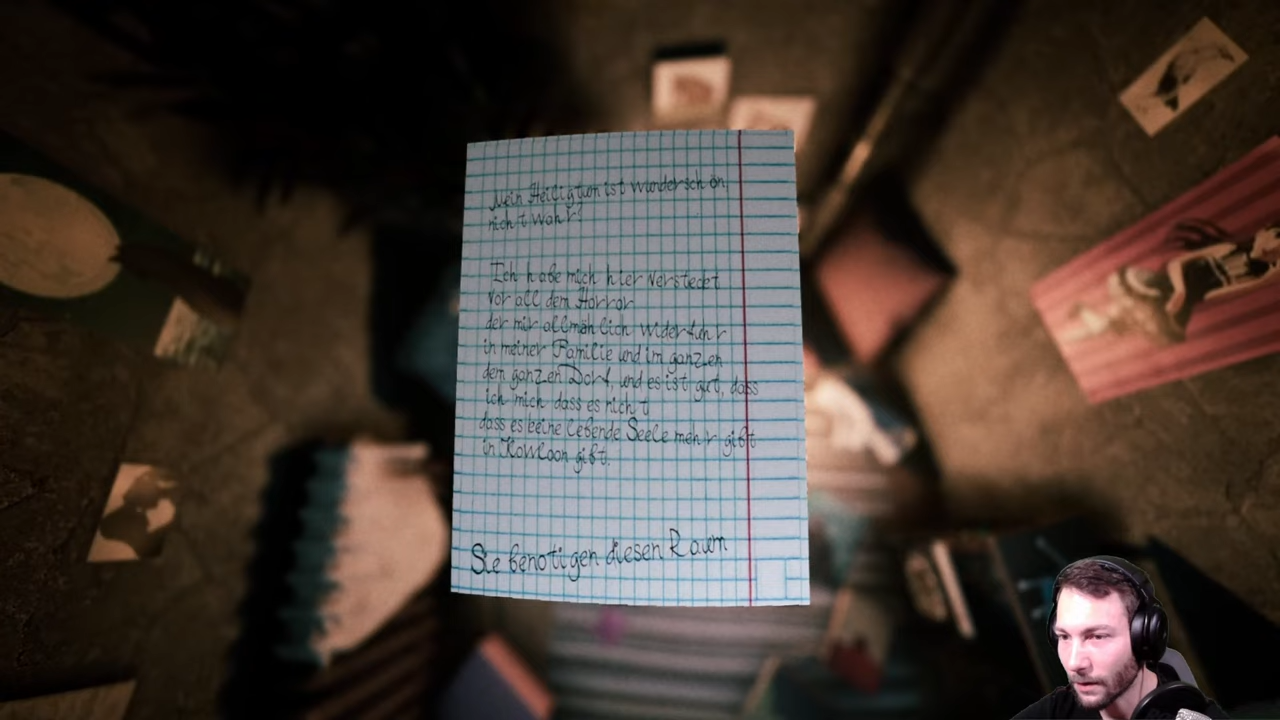 Mein Heiligtum ist wunderschön,
nicht wahr?
Ich habe mich hier versteckt
vor all dem Horror
der mir allmählich widerfuhr
in meiner Familie und im ganzen
dem ganzen Dorf, und es ist gut, dass
ich mich dass es nicht
dass es keine lebende Seele mehr gibt
in Kowloon gibt.
Sie benötigen diesen Raum